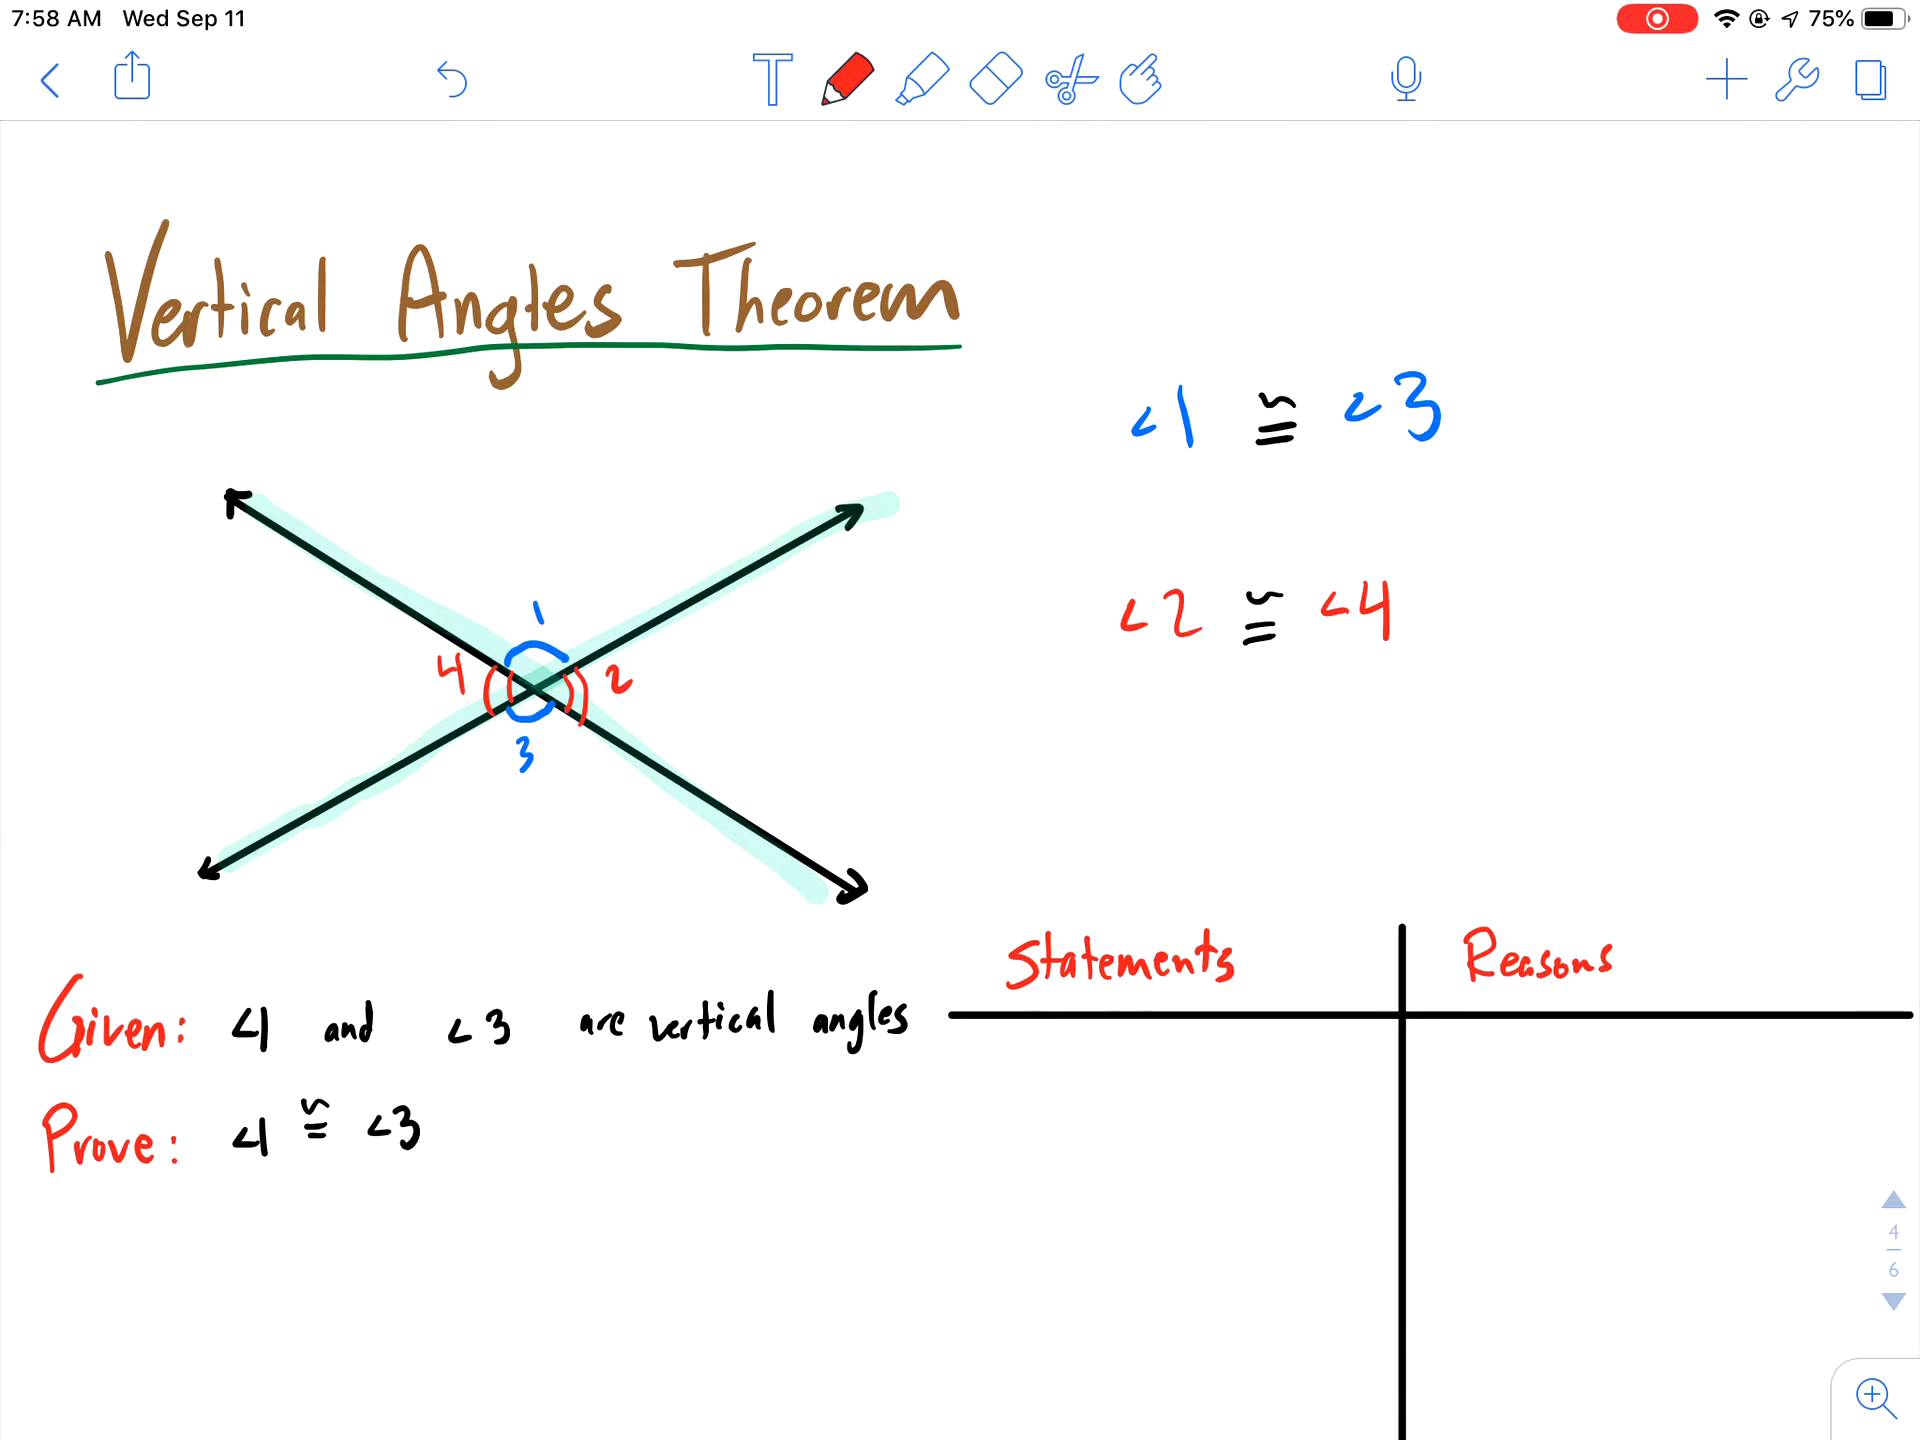 7:58 AM Wed Sep 11
75%
T
Vertical Angles Theorem
<1 ≅ <3
<2 ≅ <4
1
4
2
3
Statements Reasons
Given: <1 and <3 are vertical angles
Prove: <1 ≅ <3
4
6